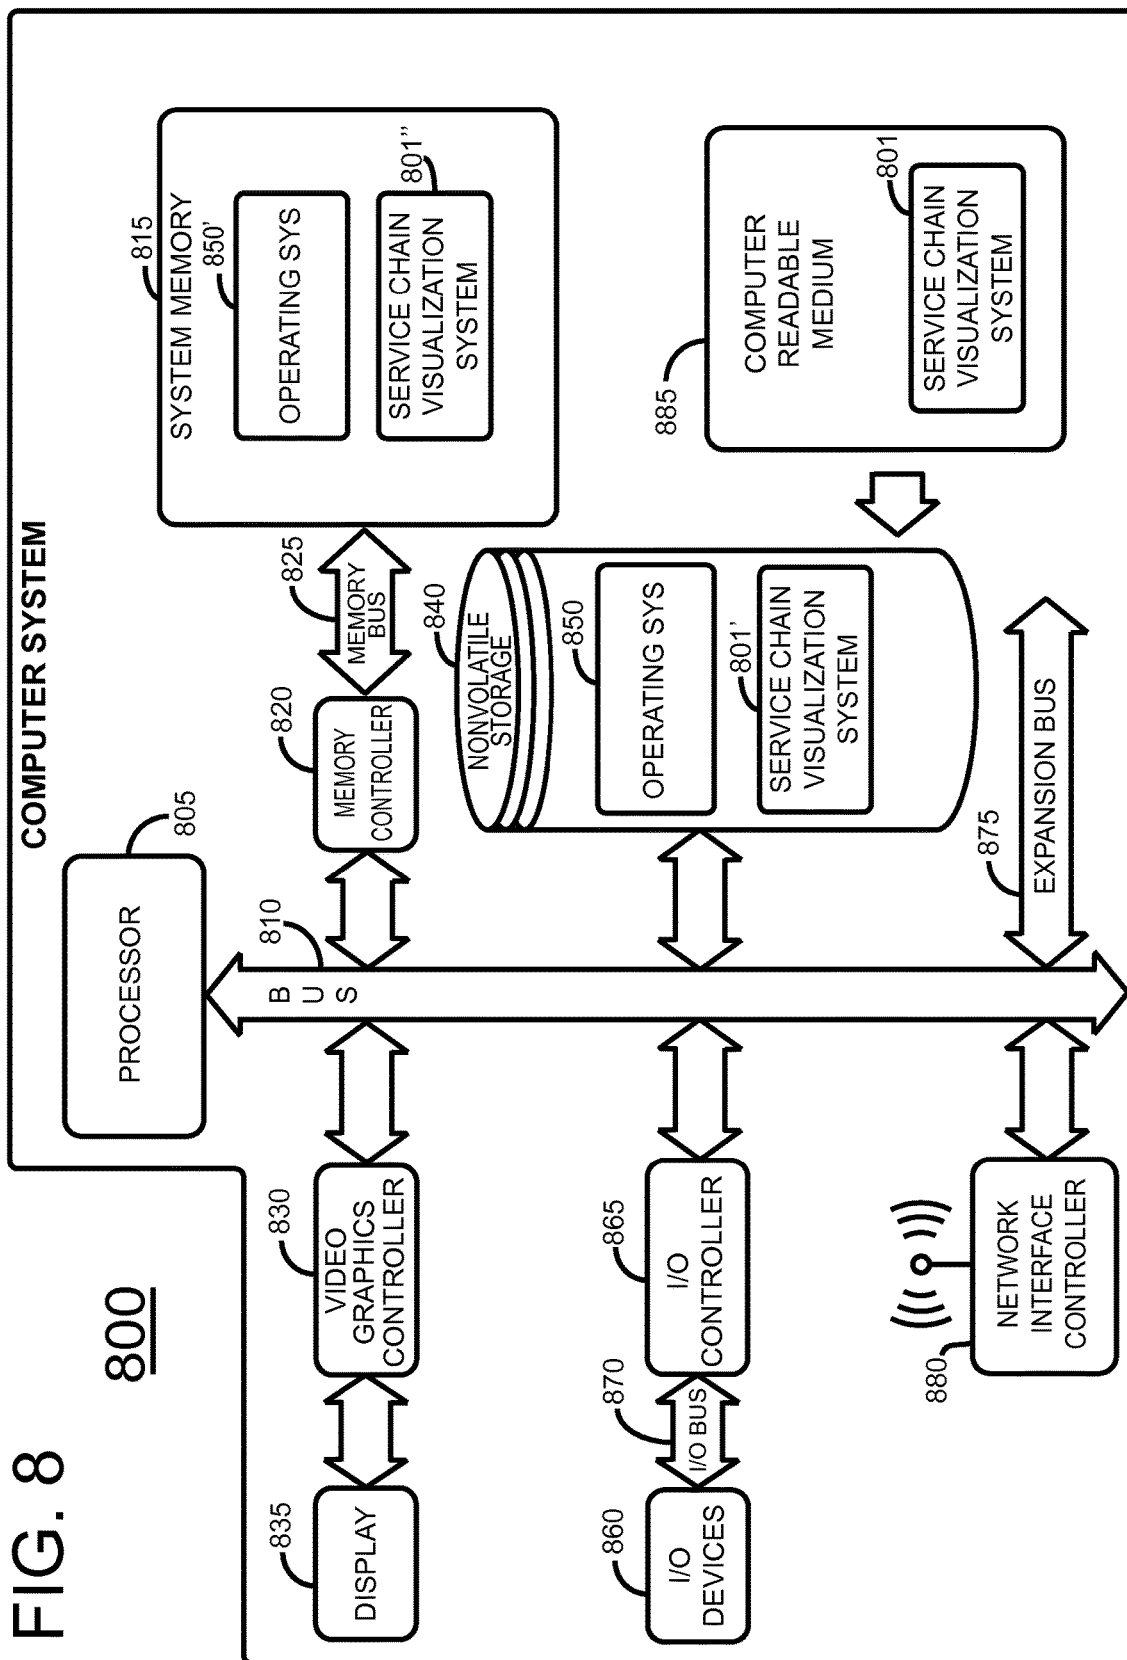 FIG. 8
800
COMPUTER SYSTEM
PROCESSOR
805
B
U
S
810
835
DISPLAY
830
VIDEO
GRAPHICS
CONTROLLER
820
MEMORY
CONTROLLER
825
MEMORY
BUS
815
SYSTEM MEMORY
850’
OPERATING SYS
801’’
SERVICE CHAIN
VISUALIZATION
SYSTEM
860
I/O
DEVICES
870
I/O BUS
865
I/O
CONTROLLER
840
NONVOLATILE
STORAGE
850
OPERATING SYS
801’
SERVICE CHAIN
VISUALIZATION
SYSTEM
885
COMPUTER
READABLE
MEDIUM
801
SERVICE CHAIN
VISUALIZATION
SYSTEM
880
NETWORK
INTERFACE
CONTROLLER
875
EXPANSION BUS